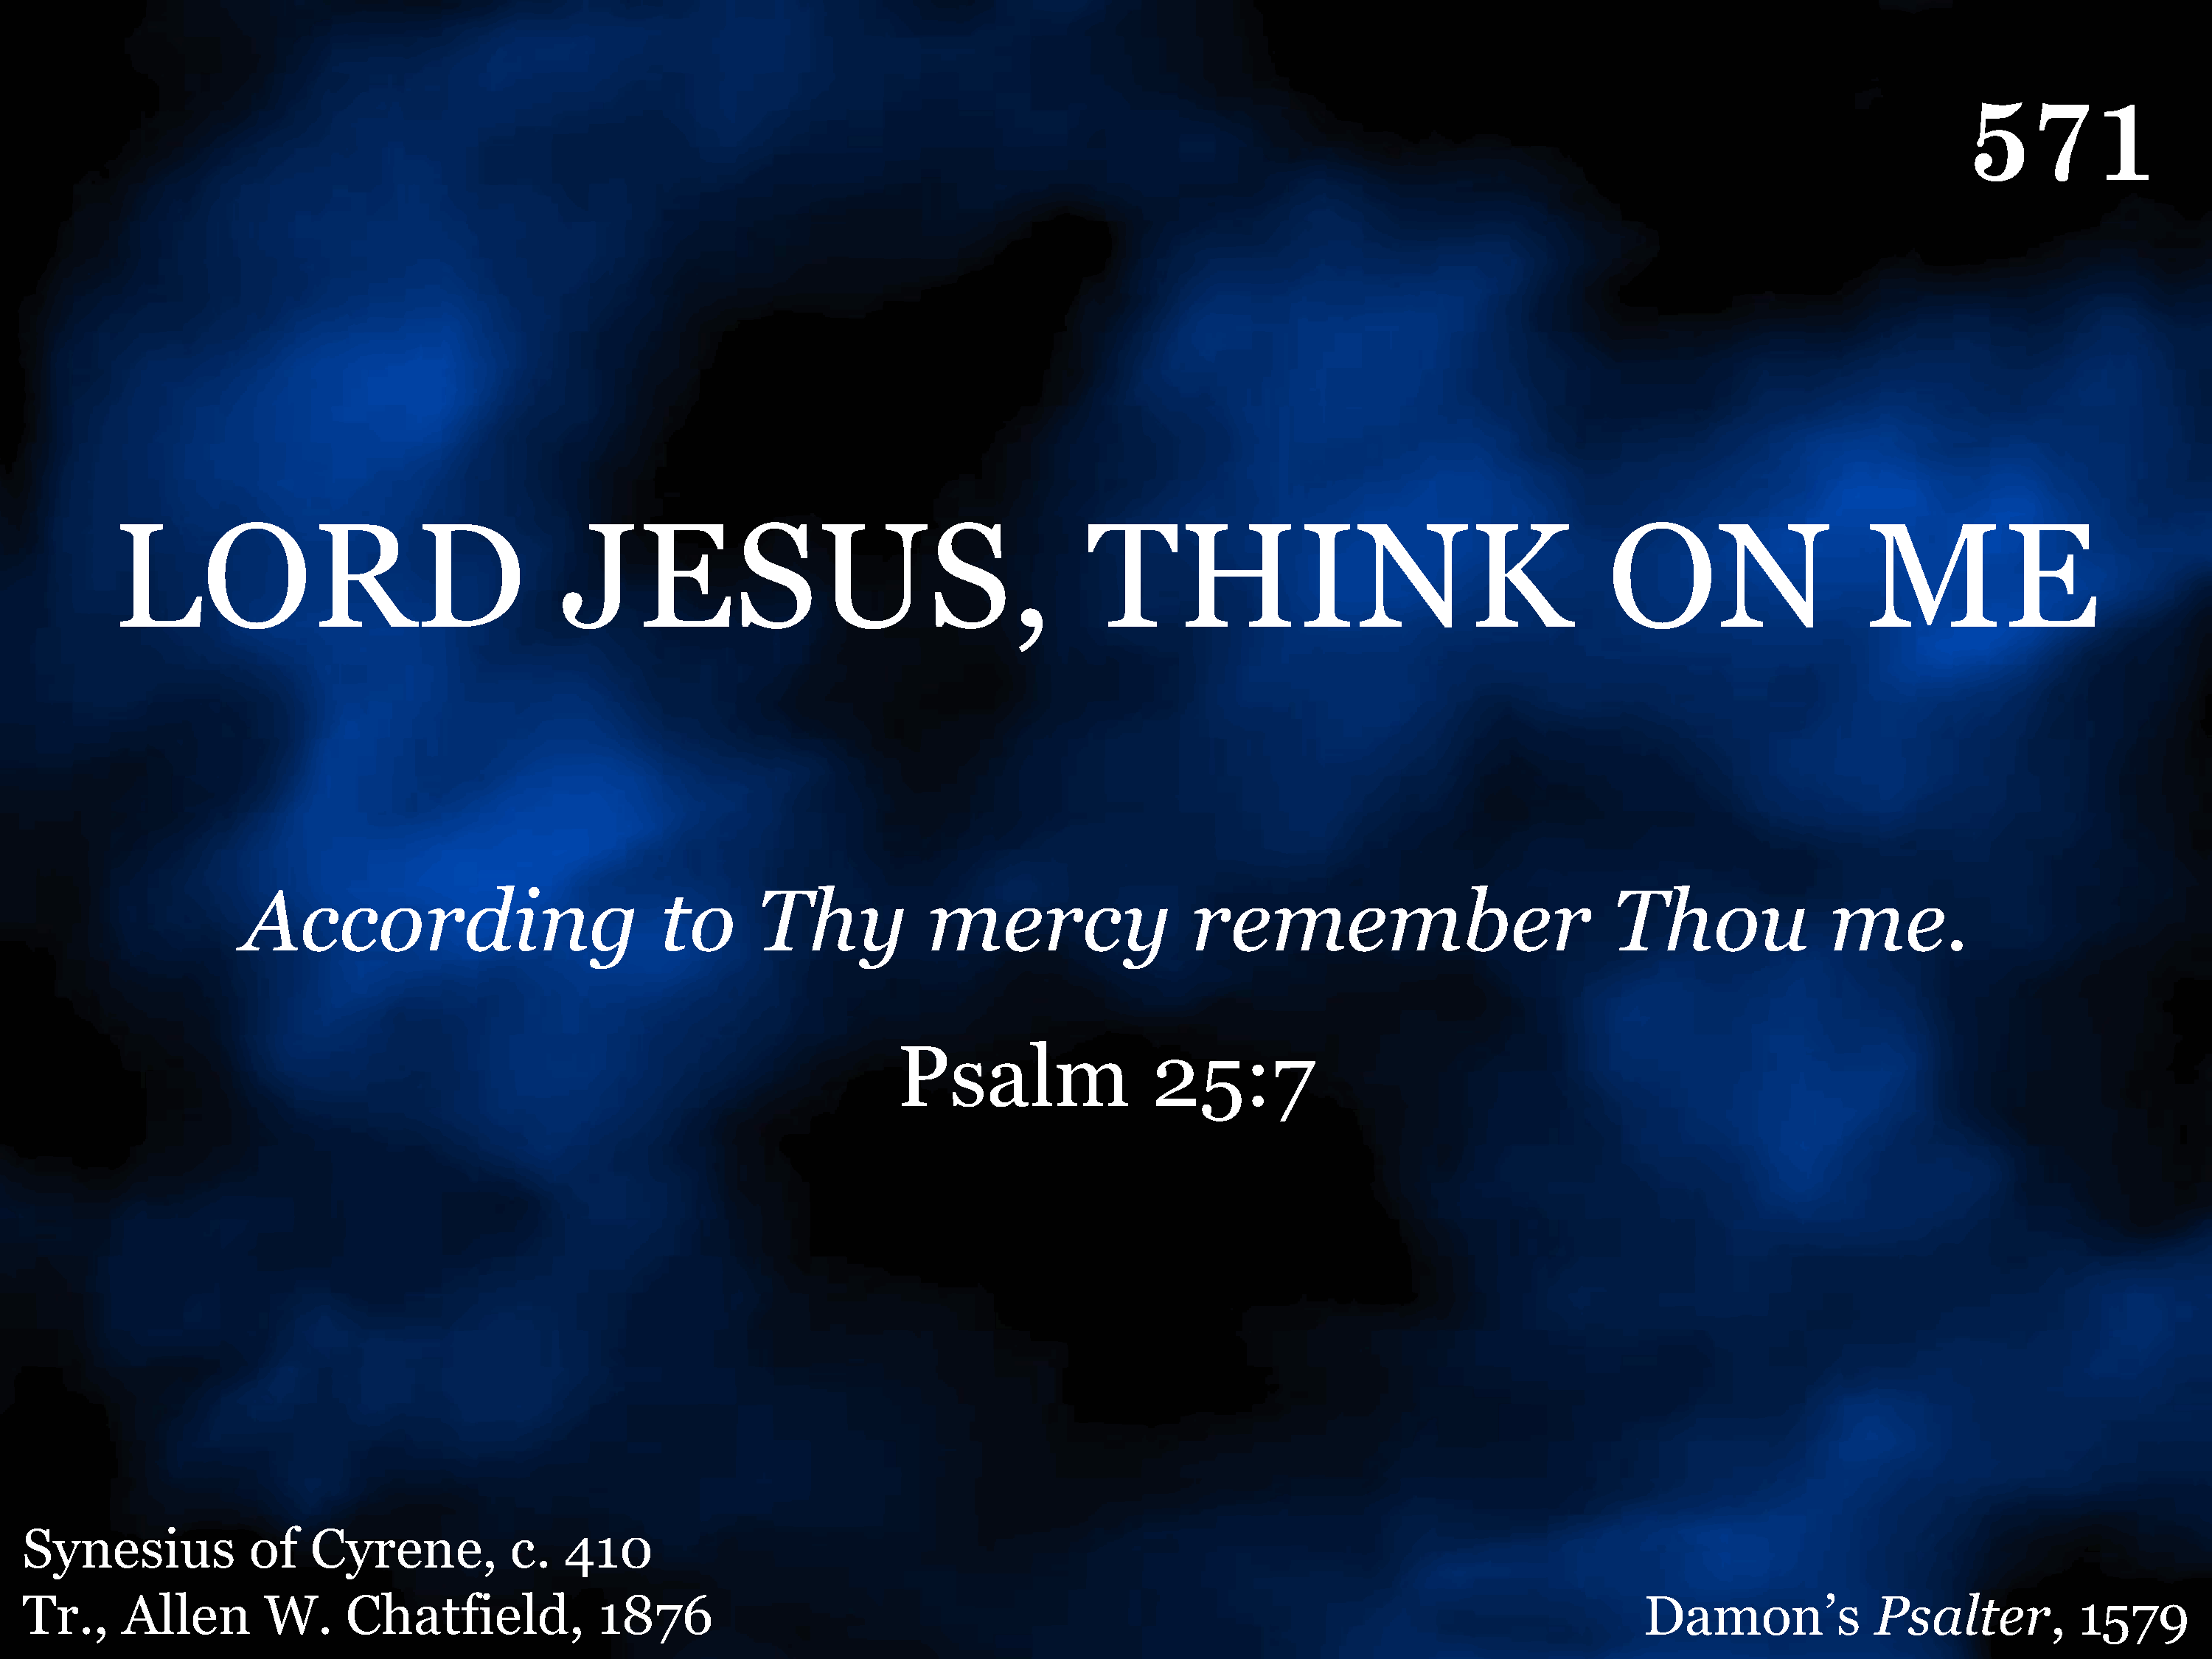 571
LORD JESUS, THINK ON ME
According to Thy mercy remember Thou me.
Psalm 25:7
Synesius of Cyrene, c. 410
Tr., Allen W. Chatfield, 1876
Damon’s Psalter, 1579